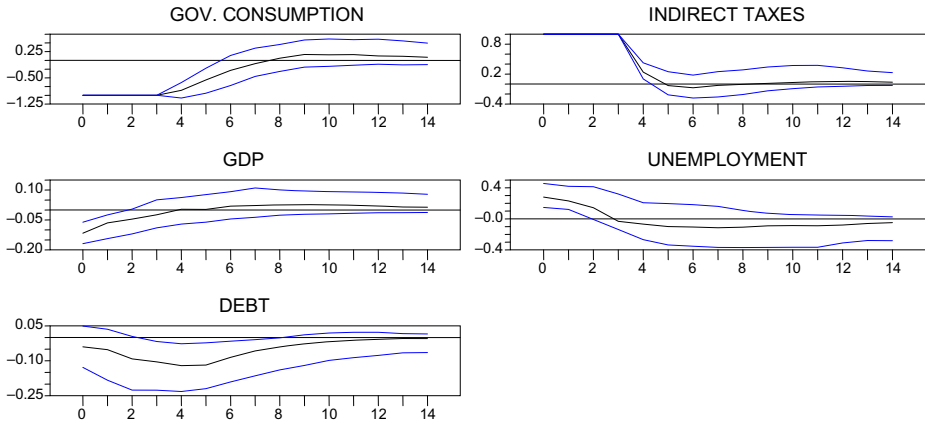 GOV. CONSUMPTION
0.25
–0.50
–1.25
0 2 4 6 8 10 12 14
INDIRECT TAXES
0.8
0.2
–0.4
0 2 4 6 8 10 12 14
GDP
0.10
–0.05
–0.20
0 2 4 6 8 10 12 14
UNEMPLOYMENT
0.4
–0.0
–0.4
0 2 4 6 8 10 12 14
DEBT
0.05
–0.10
–0.25
0 2 4 6 8 10 12 14